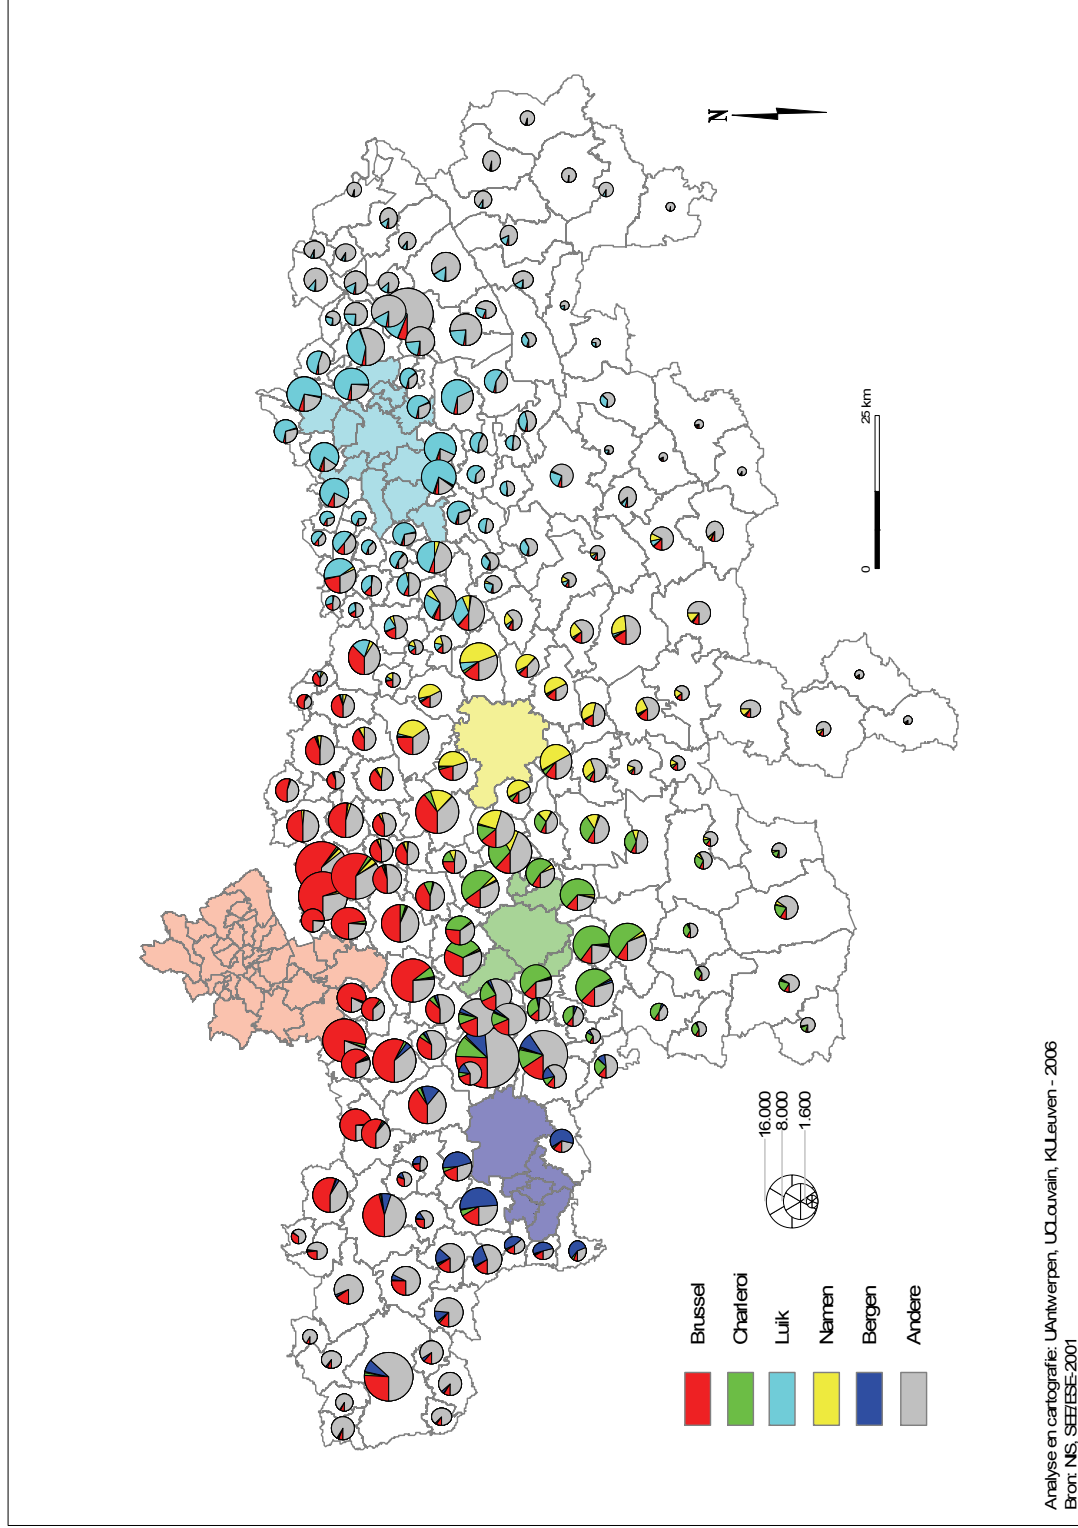 N
25 km
0
16.000
8.000
1.600
Brussel
Charleroi
Luik
Namen
Bergen
Andere
Analyse en cartografie: UAntwerpen, UCLouvain, KULeuven - 2006
Bron: NIS, SEE/ESE-2001